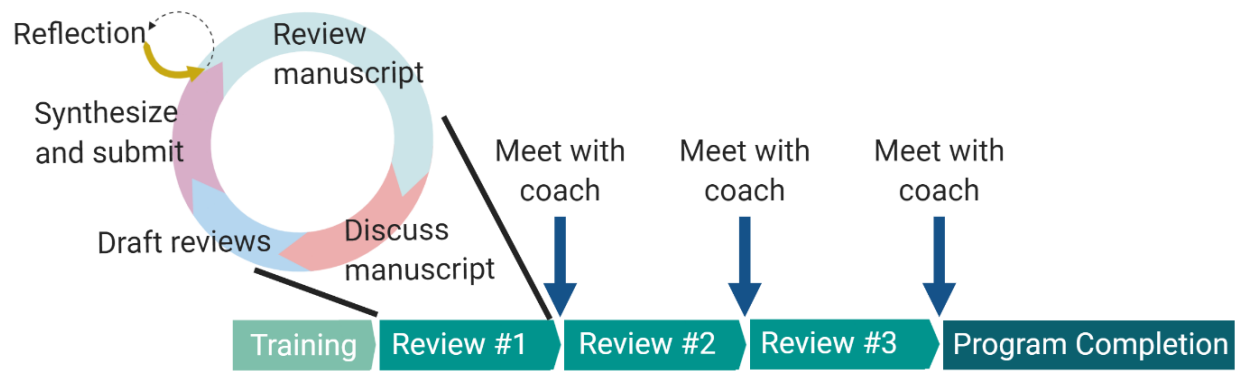 Reflection
Review
manuscript
Synthesize
and submit
Draft reviews
Discuss
manuscript
Meet with
coach
Meet with
coach
Meet with
coach
Training
Review #1
Review #2
Review #3
Program Completion